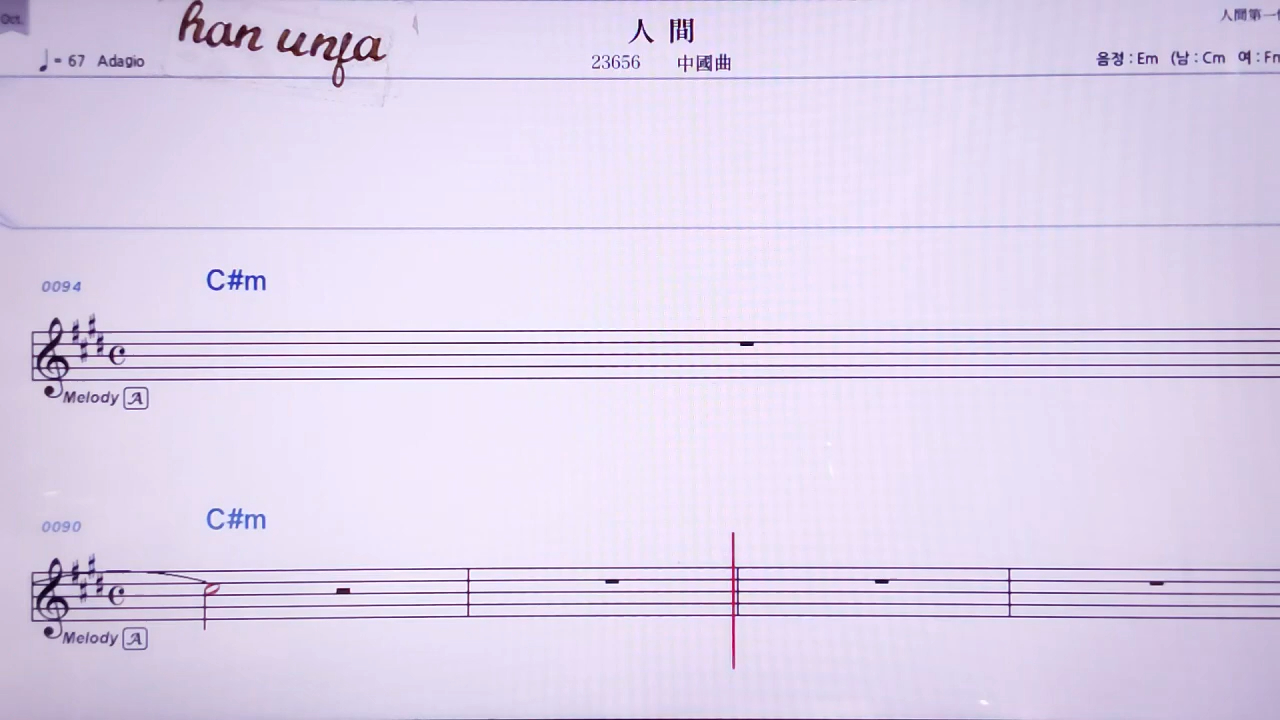 Oct.
han unja
人間
人間第一
♩= 67 Adagio
23656 中國曲
음정 : Em (남 : Cm 여 : Fm
0094 C#m
Melody A
0090 C#m
Melody A